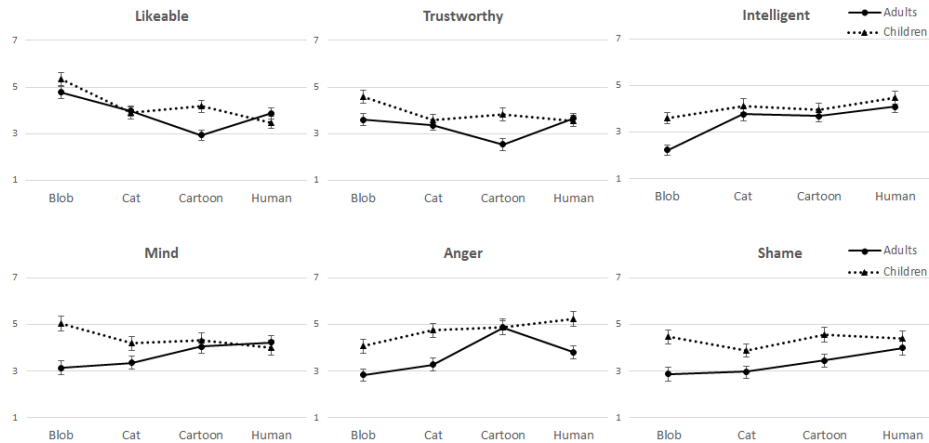 Likeable
7
5
3
1
Blob Cat Cartoon Human
Trustworthy
7
5
3
1
Blob Cat Cartoon Human
Intelligent
Adults
Children
7
5
3
1
Blob Cat Cartoon Human
Mind
7
5
3
1
Blob Cat Cartoon Human
Anger
7
5
3
1
Blob Cat Cartoon Human
Shame
Adults
Children
7
5
3
1
Blob Cat Cartoon Human